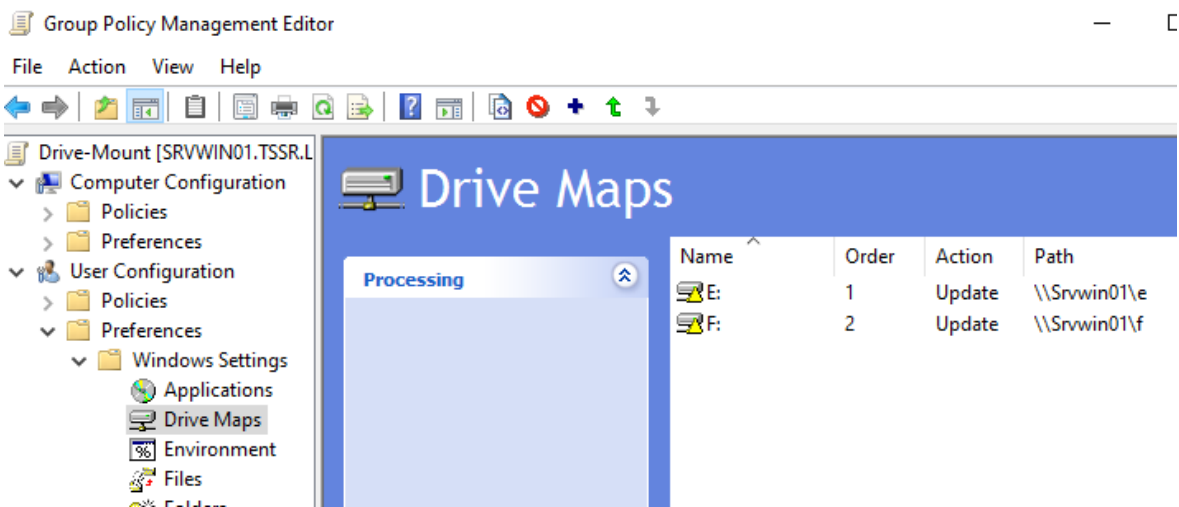 Group Policy Management Editor
File Action View Help
Drive-Mount [SRVWIN01.TSSR.L
Computer Configuration
Policies
Preferences
User Configuration
Policies
Preferences
Windows Settings
Applications
Drive Maps
Environment
Files
Folders
Drive Maps
Processing
Name Order Action Path
E: 1 Update \\Srvwin01\e
F: 2 Update \\Srvwin01\f